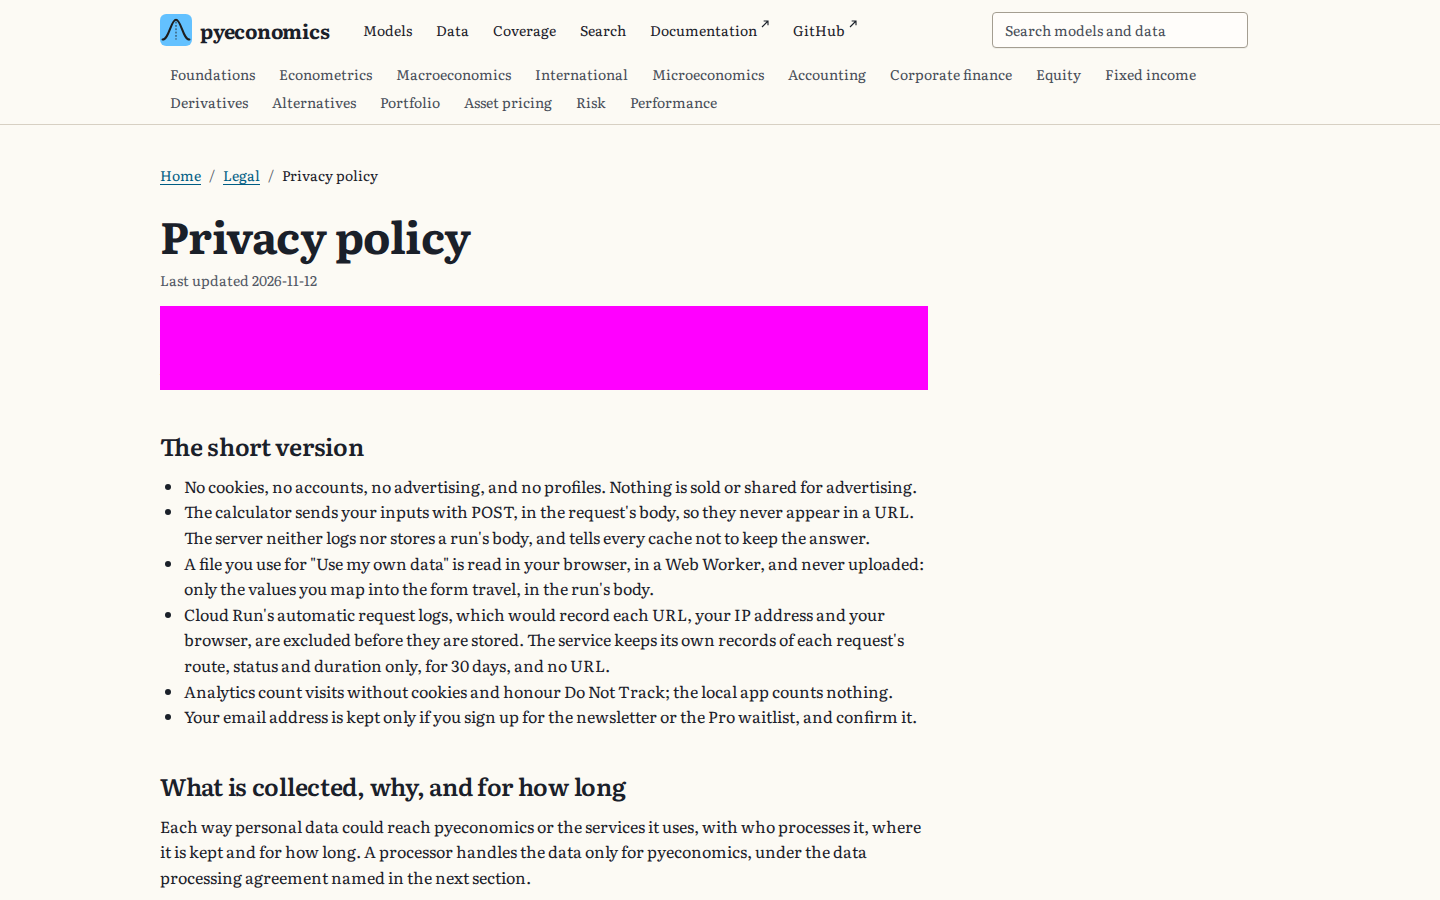 pyeconomics
Models Data Coverage Search Documentation ↗ GitHub ↗ Search models and data
Foundations Econometrics Macroeconomics International Microeconomics Accounting Corporate finance Equity Fixed income
Derivatives Alternatives Portfolio Asset pricing Risk Performance
Home / Legal / Privacy policy
Privacy policy
Last updated 2026-11-12
The short version
• No cookies, no accounts, no advertising, and no profiles. Nothing is sold or shared for advertising.
• The calculator sends your inputs with POST, in the request's body, so they never appear in a URL.
The server neither logs nor stores a run's body, and tells every cache not to keep the answer.
• A file you use for "Use my own data" is read in your browser, in a Web Worker, and never uploaded:
only the values you map into the form travel, in the run's body.
• Cloud Run's automatic request logs, which would record each URL, your IP address and your
browser, are excluded before they are stored. The service keeps its own records of each request's
route, status and duration only, for 30 days, and no URL.
• Analytics count visits without cookies and honour Do Not Track; the local app counts nothing.
• Your email address is kept only if you sign up for the newsletter or the Pro waitlist, and confirm it.
What is collected, why, and for how long
Each way personal data could reach pyeconomics or the services it uses, with who processes it, where
it is kept and for how long. A processor handles the data only for pyeconomics, under the data
processing agreement named in the next section.